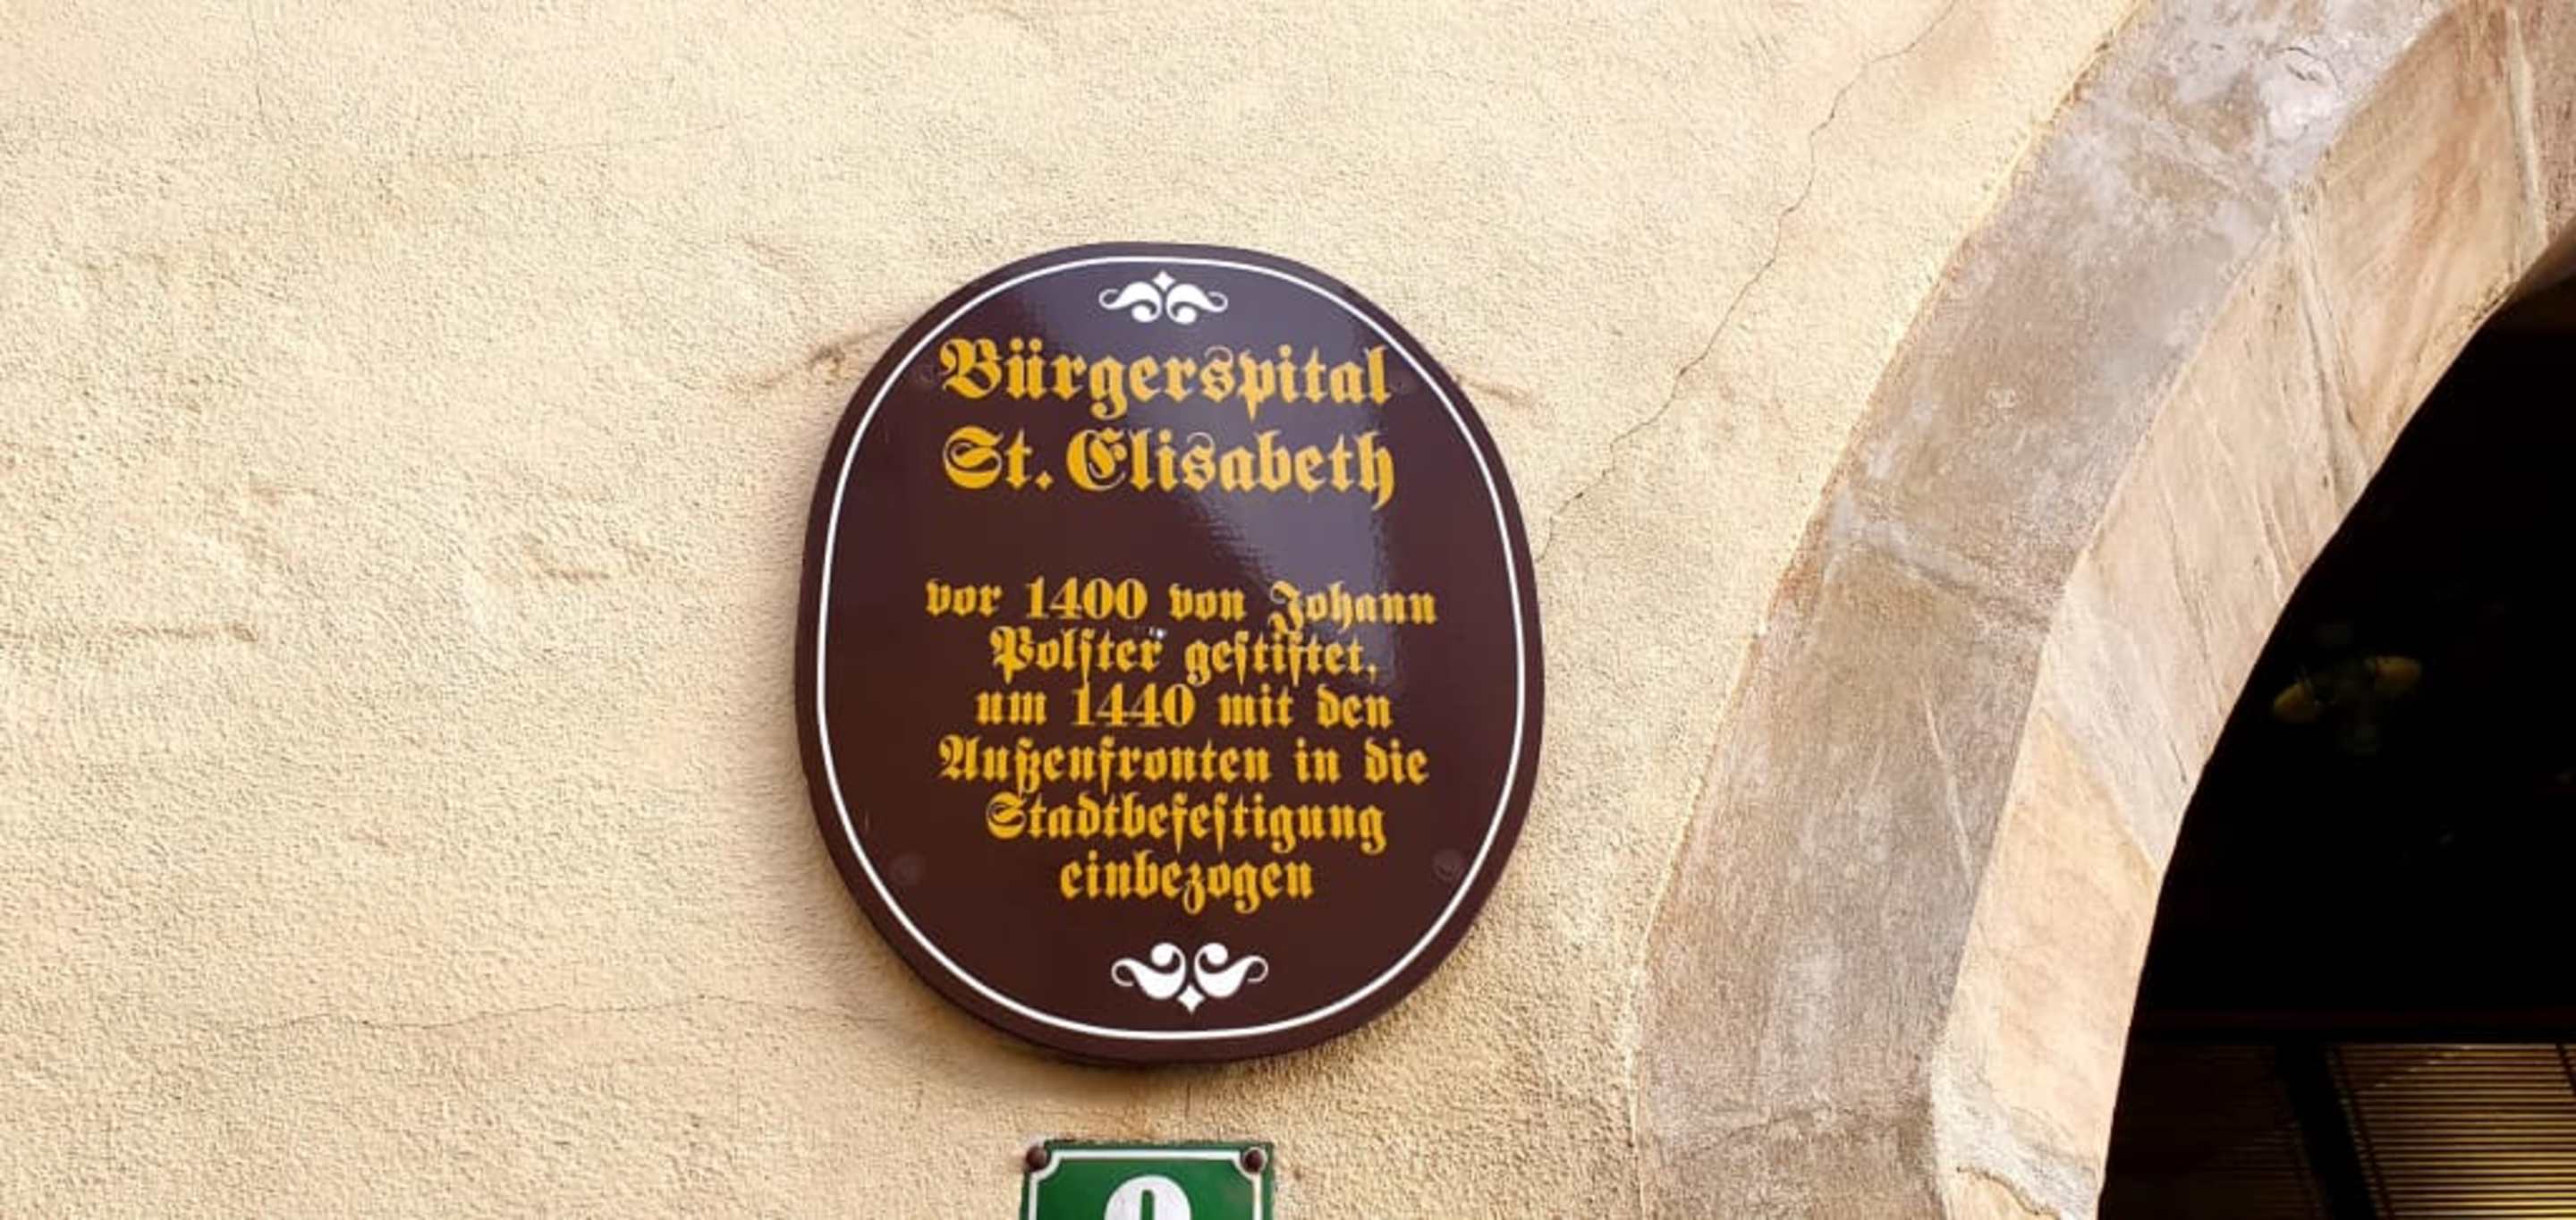 Bürgerspital
St. Elisabeth
vor 1400 von Johann
Polſter geſtiftet,
um 1440 mit den
Außenfronten in die
Stadtbefeſtigung
einbezogen